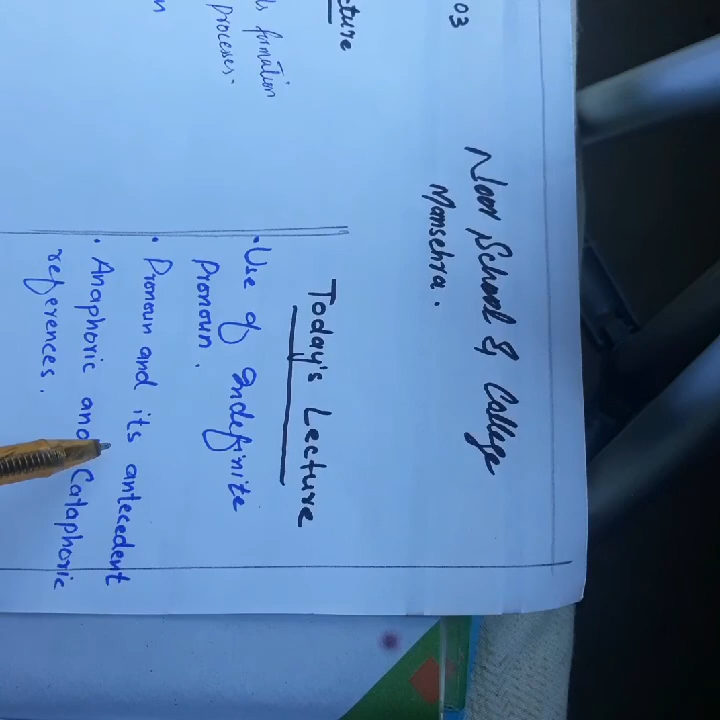 03
Noor School & College
Mansehra.
cture
formation
processes.
Today's Lecture
• Use of indefinite
Pronoun.
• Pronoun and its antecedent
• Anaphoric and Cataphoric
references.